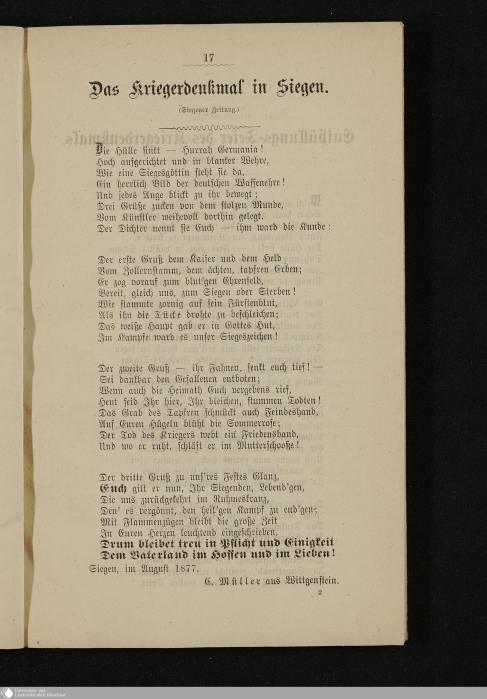 17
Das Kriegerdenkmal in Siegen.
(Siegener Zeitung.)
Die Hülle sinkt — Hurrah Germania!
Hoch aufgerichtet und in blanker Wehre,
Wie eine Siegesgöttin steht sie da,
Ein herrlich Bild der deutschen Waffenehre!
Und jedes Auge blickt zu ihr bewegt;
Drei Grüße zucken von dem stolzen Munde,
Vom Künstler weihevoll dorthin gelegt.
Der Dichter nennt sie Euch — ihm ward die Kunde:
Der erste Gruß dem Kaiser und dem Held
Vom Zollernstamm, dem ächten, tapfren Erben;
Er zog vorauf zum blut'gen Ehrenfeld,
Bereit, gleich uns, zum Siegen oder Sterben!
Wie flammte zornig auf sein Fürstenblut,
Als ihn die Tücke drohte zu beschleichen;
Das weiße Haupt gab er in Gottes Hut,
Im Kampfe ward es unser Siegeszeichen!
Der zweite Gruß — ihr Fahnen, senkt euch tief! —
Sei dankbar den Gefallenen entboten;
Wenn auch die Heimath Euch vergebens rief,
Heut seid Ihr hier, Ihr bleichen, stummen Todten!
Das Grab des Tapfren schmückt auch Feindeshand,
Auf Euren Hügeln blüht die Sommerrose;
Der Tod des Kriegers webt ein Friedensband,
Und wo er ruht, schläft er im Mutterschooße!
Der dritte Gruß zu uns'res Festes Glanz,
Euch gilt er nun, Ihr Siegenden, Lebend'gen,
Die uns zurückgekehrt im Ruhmeskranz,
Den' es vergönnt, den heil'gen Kampf zu end'gen;
Mit Flammenzügen bleibt die große Zeit
In Euren Herzen leuchtend eingeschrieben,
Drum bleibet treu in Pflicht und Einigkeit
Dem Vaterland im Hoffen und im Lieben!
Siegen, im August 1877.
C. Müller aus Wittgenstein.
2